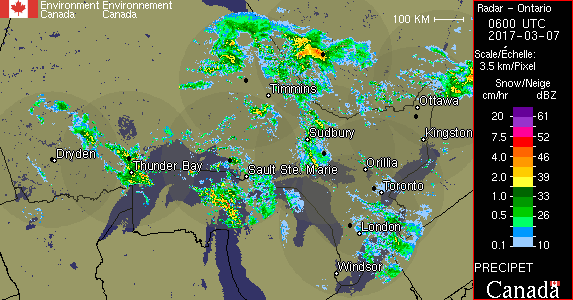 Environment Environnement
Canada Canada
100 KM
Timmins
Ottawa
Sudbury
Kingston
Dryden
Thunder Bay
Sault Ste. Marie
Orillia
Toronto
London
Windsor
Radar - Ontario
0600 UTC
2017-03-07
Scale/Échelle:
3.5 km/Pixel
Snow/Neige
cm/hr dBZ
20 61
7.5 52
4.0 46
2.0 39
1.0 33
0.5 26
0.1 10
PRECIPET
Canada